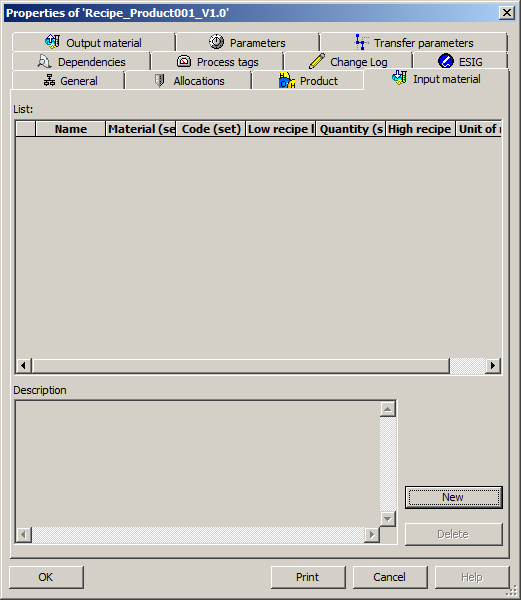 Properties of 'Recipe_Product001_V1.0'
Output material Parameters Transfer parameters
Dependencies Process tags Change Log ESIG
General Allocations Product Input material
List:
Name Material (se Code (set) Low recipe l Quantity (s High recipe Unit of
Description
New
Delete
OK Print Cancel Help